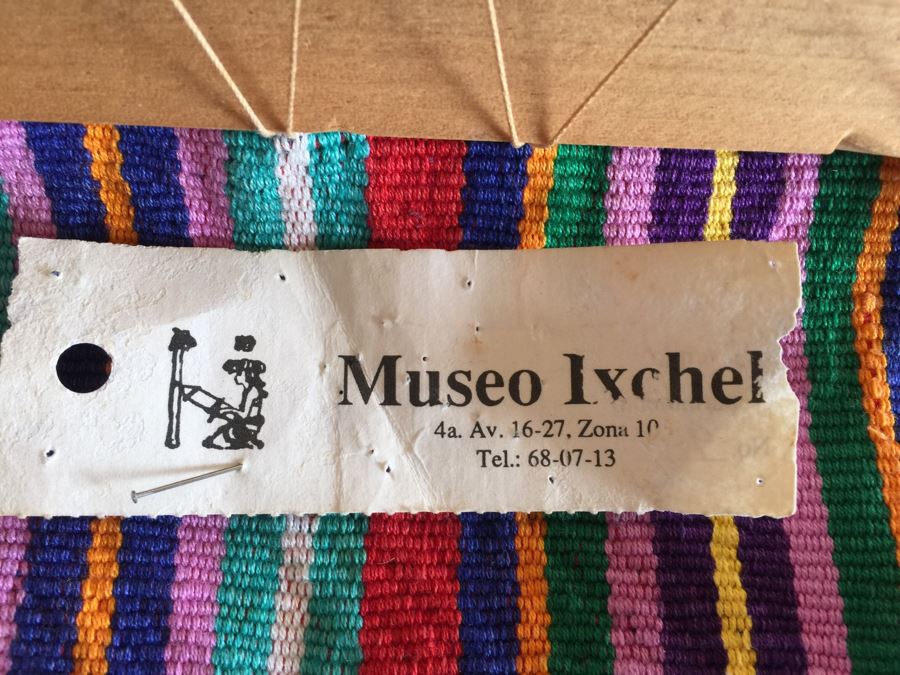 Museo Ixchel
4a. Av. 16-27, Zona 10
Tel.: 68-07-13